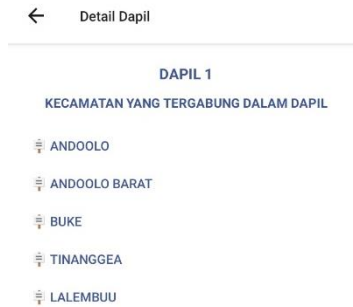 Detail Dapil
DAPIL 1
KECAMATAN YANG TERGABUNG DALAM DAPIL
ANDOOLO
ANDOOLO BARAT
BUKE
TINANGGEA
LALEMBUU